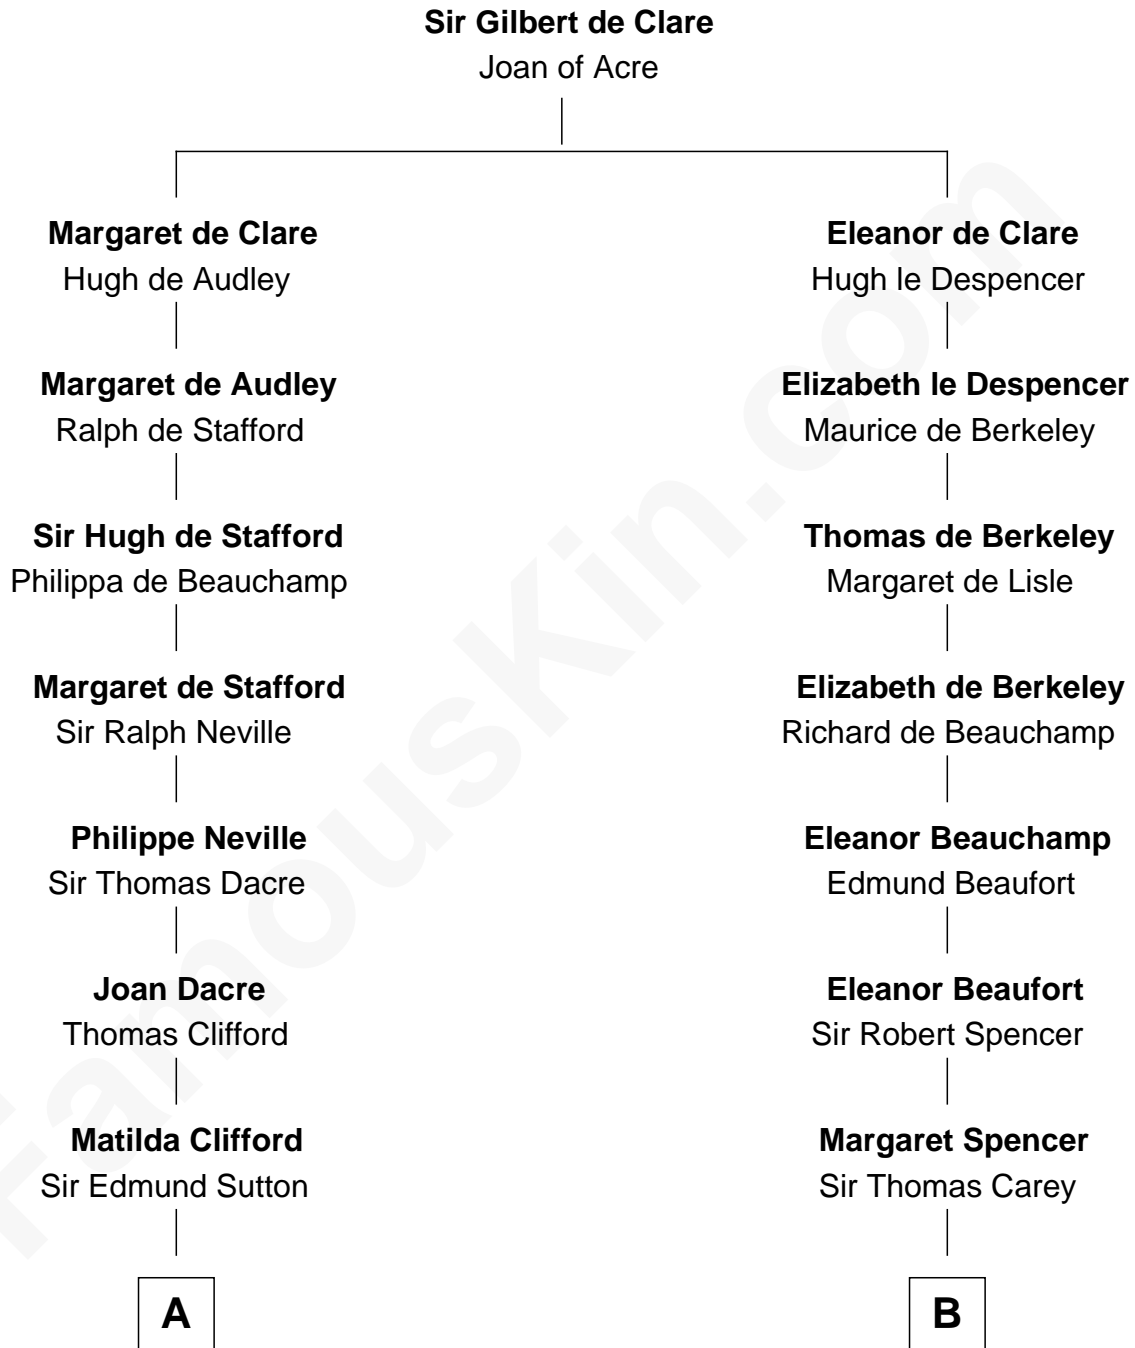 Sir Gilbert de Clare
Joan of Acre
Margaret de Clare
Hugh de Audley
Eleanor de Clare
Hugh le Despencer
Margaret de Audley
Ralph de Stafford
Elizabeth le Despencer
Maurice de Berkeley
Sir Hugh de Stafford
Philippa de Beauchamp
Thomas de Berkeley
Margaret de Lisle
Margaret de Stafford
Sir Ralph Neville
Elizabeth de Berkeley
Richard de Beauchamp
Philippe Neville
Sir Thomas Dacre
Eleanor Beauchamp
Edmund Beaufort
Joan Dacre
Thomas Clifford
Eleanor Beaufort
Sir Robert Spencer
Matilda Clifford
Sir Edmund Sutton
Margaret Spencer
Sir Thomas Carey
A
B
FamousKin.com